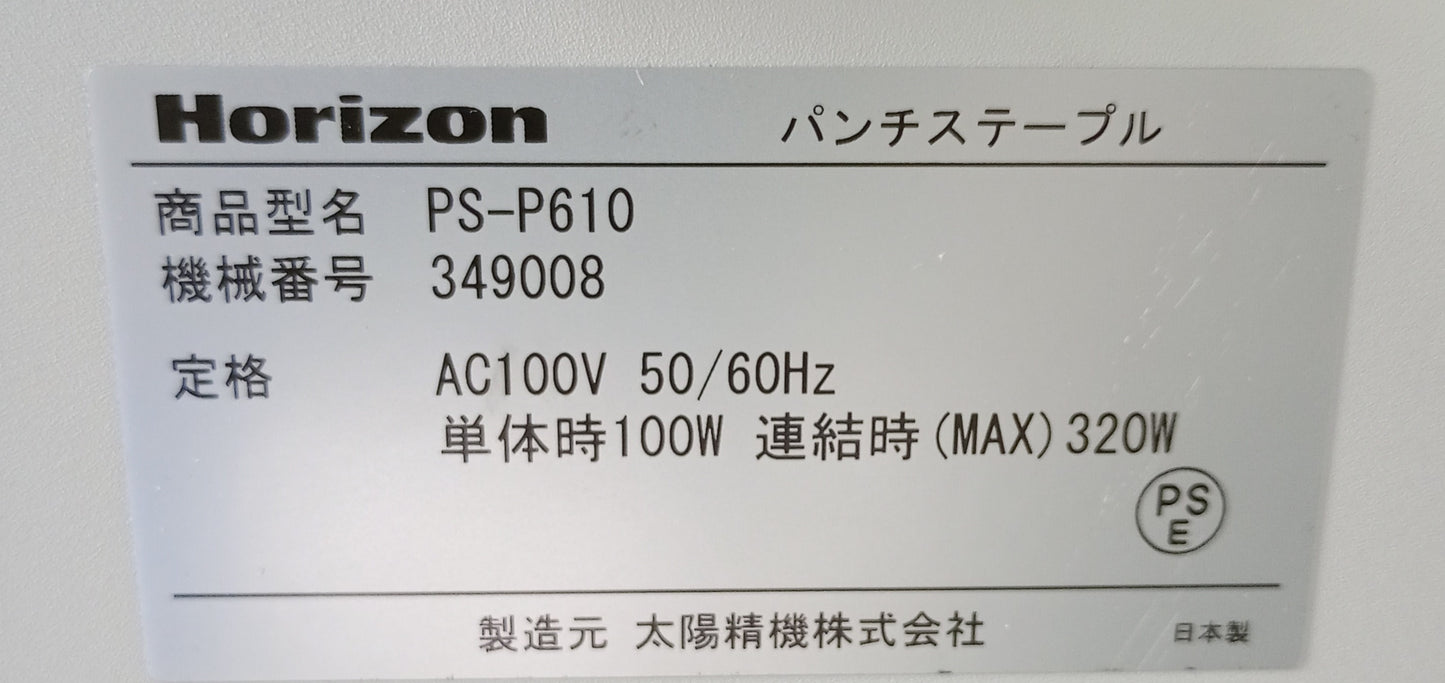 Horizon パンチステープル
商品型名 PS-P610
機械番号 349008
定格 AC100V 50/60Hz
単体時100W 連結時(MAX)320W
PS
E
製造元 太陽精機株式会社 日本製